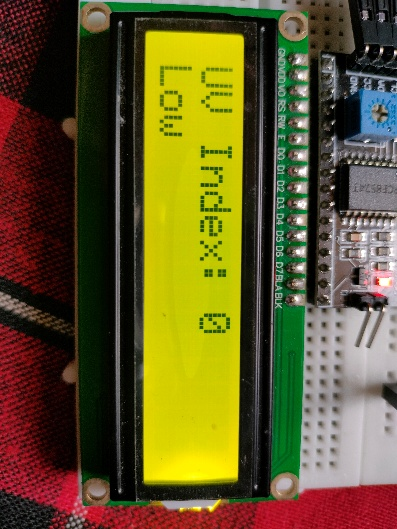 UV Index: 0
Low
GND VDD V0 RS RW E D0 D1 D2 D3 D4 D5 D6 D7 BLA BLK